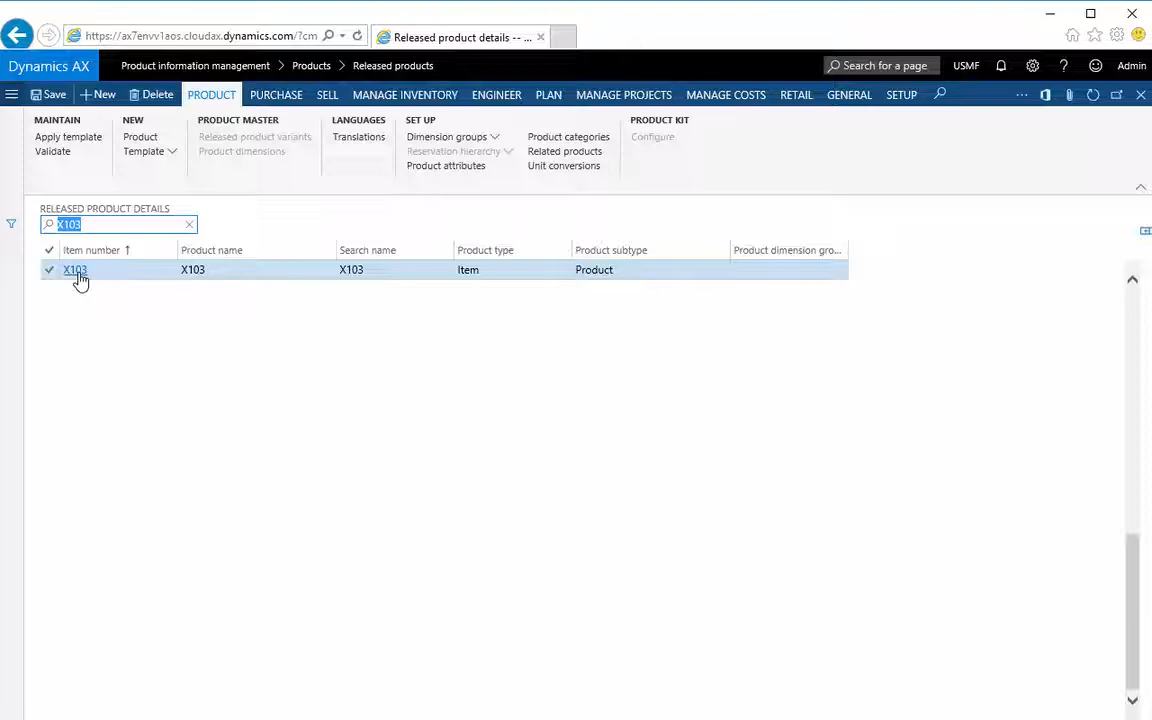 https://ax7envv1aos.cloudax.dynamics.com/?cm
Released product details -- ...
Dynamics AX
Product information management > Products > Released products
Search for a page
USMF
Admin
Save
New
Delete
PRODUCT
PURCHASE
SELL
MANAGE INVENTORY
ENGINEER
PLAN
MANAGE PROJECTS
MANAGE COSTS
RETAIL
GENERAL
SETUP
MAINTAIN
Apply template
Validate
NEW
Product
Template
PRODUCT MASTER
Released product variants
Product dimensions
LANGUAGES
Translations
SET UP
Dimension groups
Reservation hierarchy
Product attributes
Product categories
Related products
Unit conversions
PRODUCT KIT
Configure
RELEASED PRODUCT DETAILS
X103
Item number
Product name
Search name
Product type
Product subtype
Product dimension gro...
X103
X103
X103
Item
Product